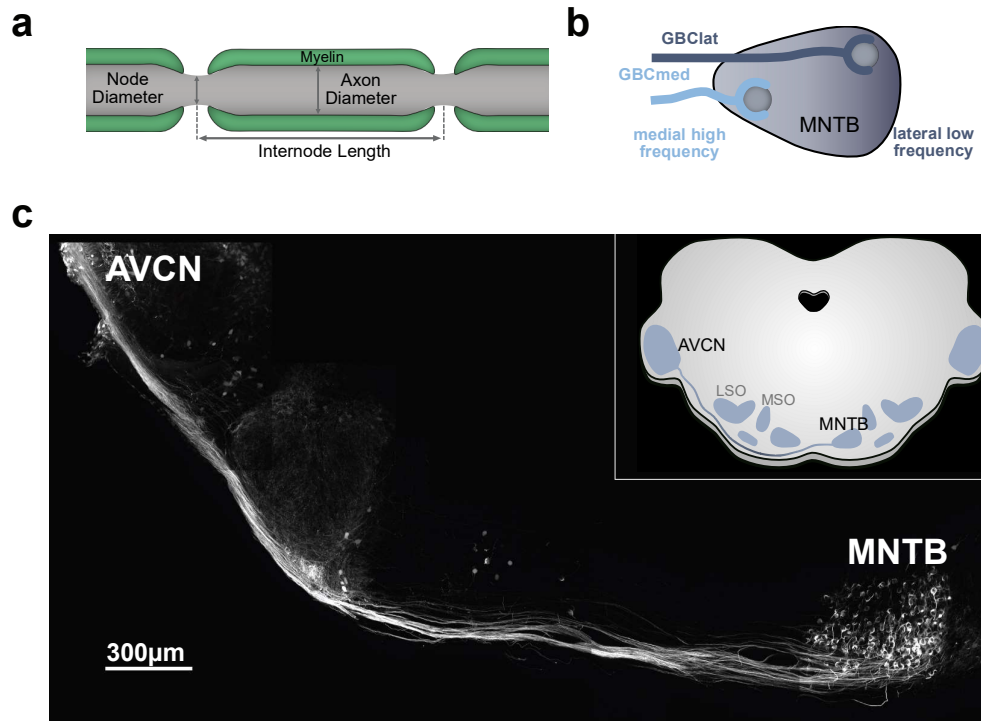 a
Myelin
Node
Diameter
Axon
Diameter
Internode Length
b
GBClat
GBCmed
MNTB
medial high
frequency
lateral low
frequency
c
AVCN
MNTB
300µm
AVCN
LSO
MSO
MNTB